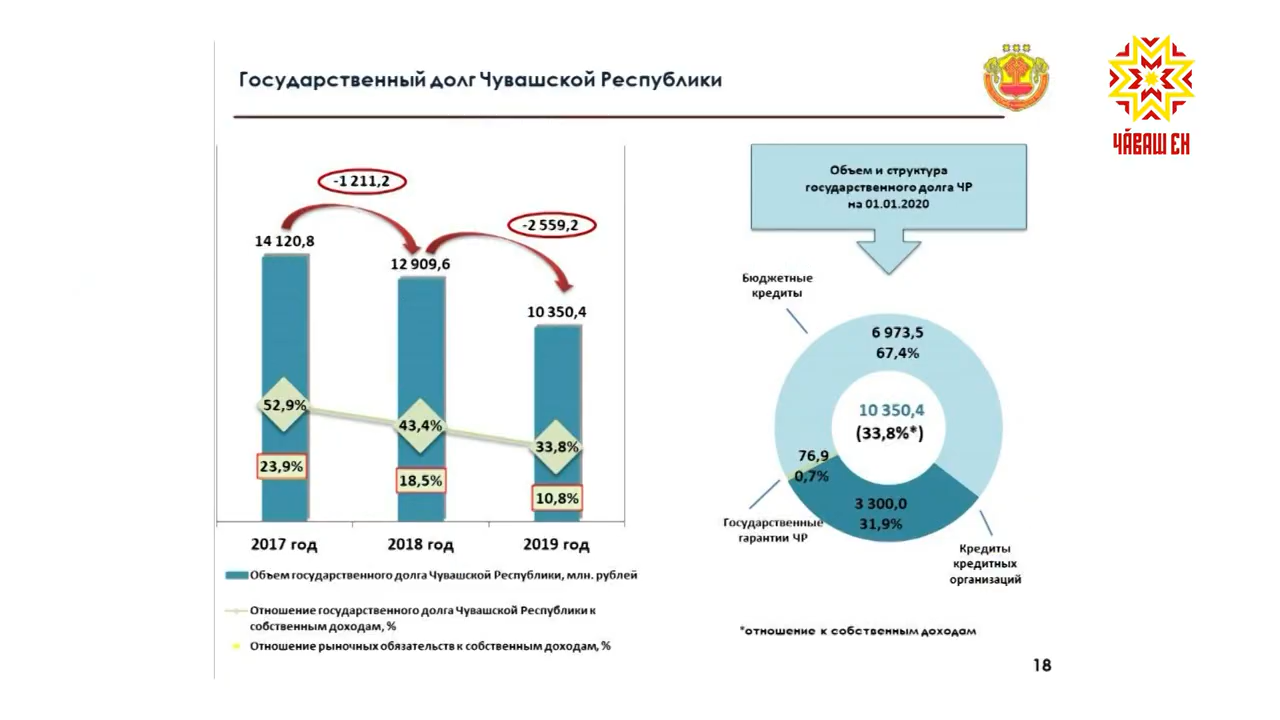 Государственный долг Чувашской Республики
ЧӐВАШ ЕН
-1 211,2
-2 559,2
14 120,8
12 909,6
10 350,4
52,9%
43,4%
33,8%
23,9%
18,5%
10,8%
2017 год
2018 год
2019 год
Объем государственного долга Чувашской Республики, млн. рублей
Отношение государственного долга Чувашской Республики к
собственным доходам, %
Отношение рыночных обязательств к собственным доходам, %
Объем и структура
государственного долга ЧР
на 01.01.2020
Бюджетные
кредиты
6 973,5
67,4%
10 350,4
(33,8%*)
76,9
0,7%
3 300,0
31,9%
Государственные
гарантии ЧР
Кредиты
кредитных
организаций
*отношение к собственным доходам
18